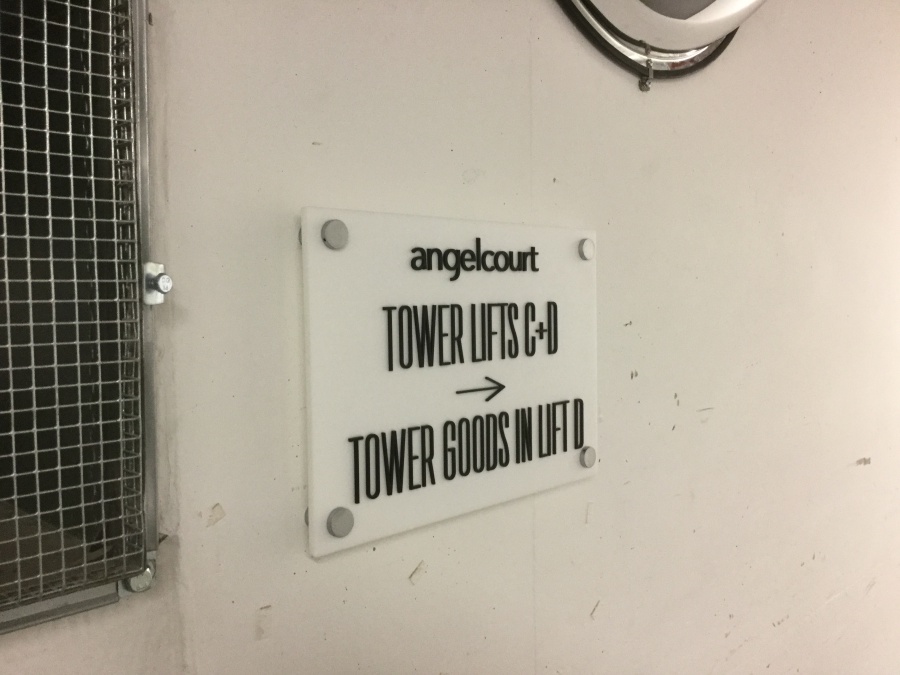 angelcourt
TOWER LIFTS C+D
→
TOWER GOODS IN LIFT D